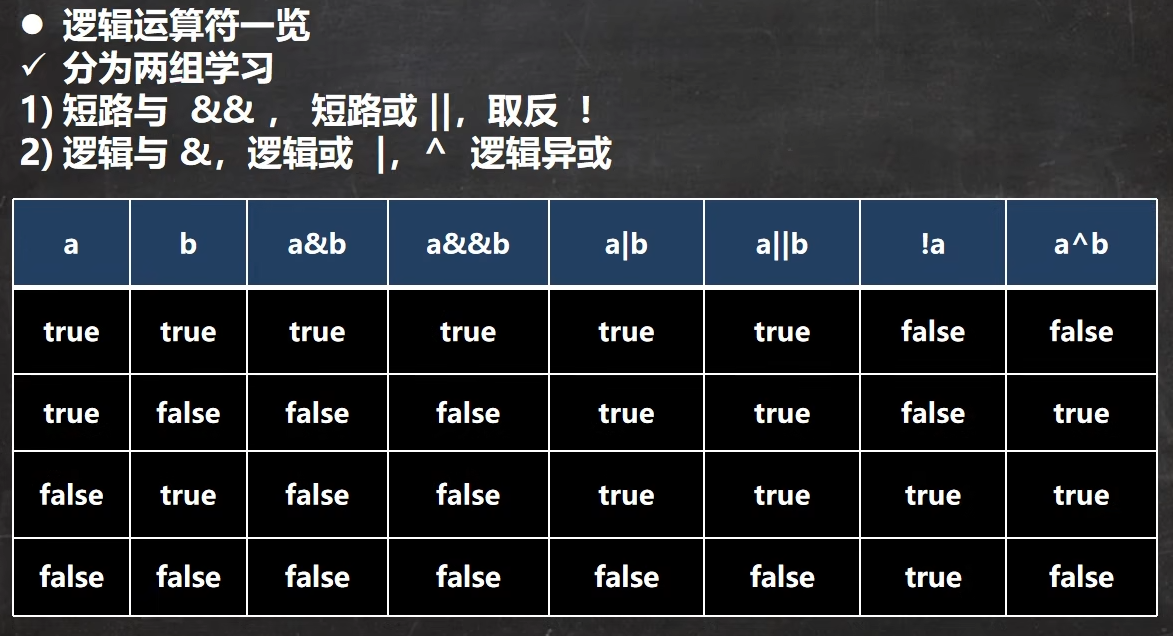 ● 逻辑运算符一览
✓ 分为两组学习
1) 短路与 && ， 短路或 ||，取反 ！
2) 逻辑与 &，逻辑或 |，^ 逻辑异或
a b a&b a&&b a|b a||b !a a^b
true true true true true true false false
true false false false true true false true
false true false false true true true true
false false false false false false true false